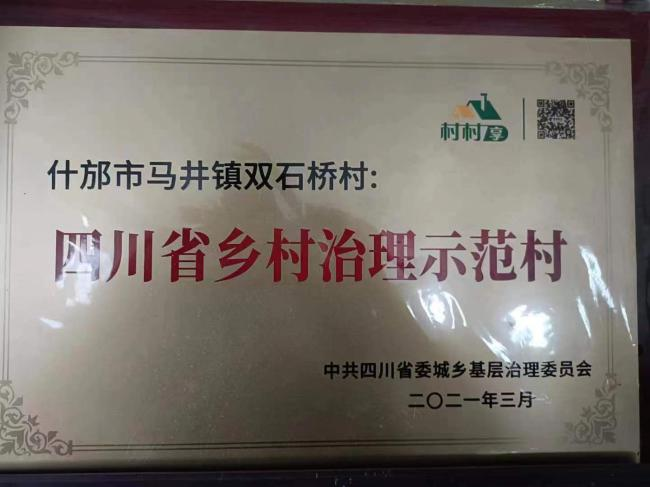 村村享
什邡市马井镇双石桥村:
四川省乡村治理示范村
中共四川省委城乡基层治理委员会
二〇二一年三月